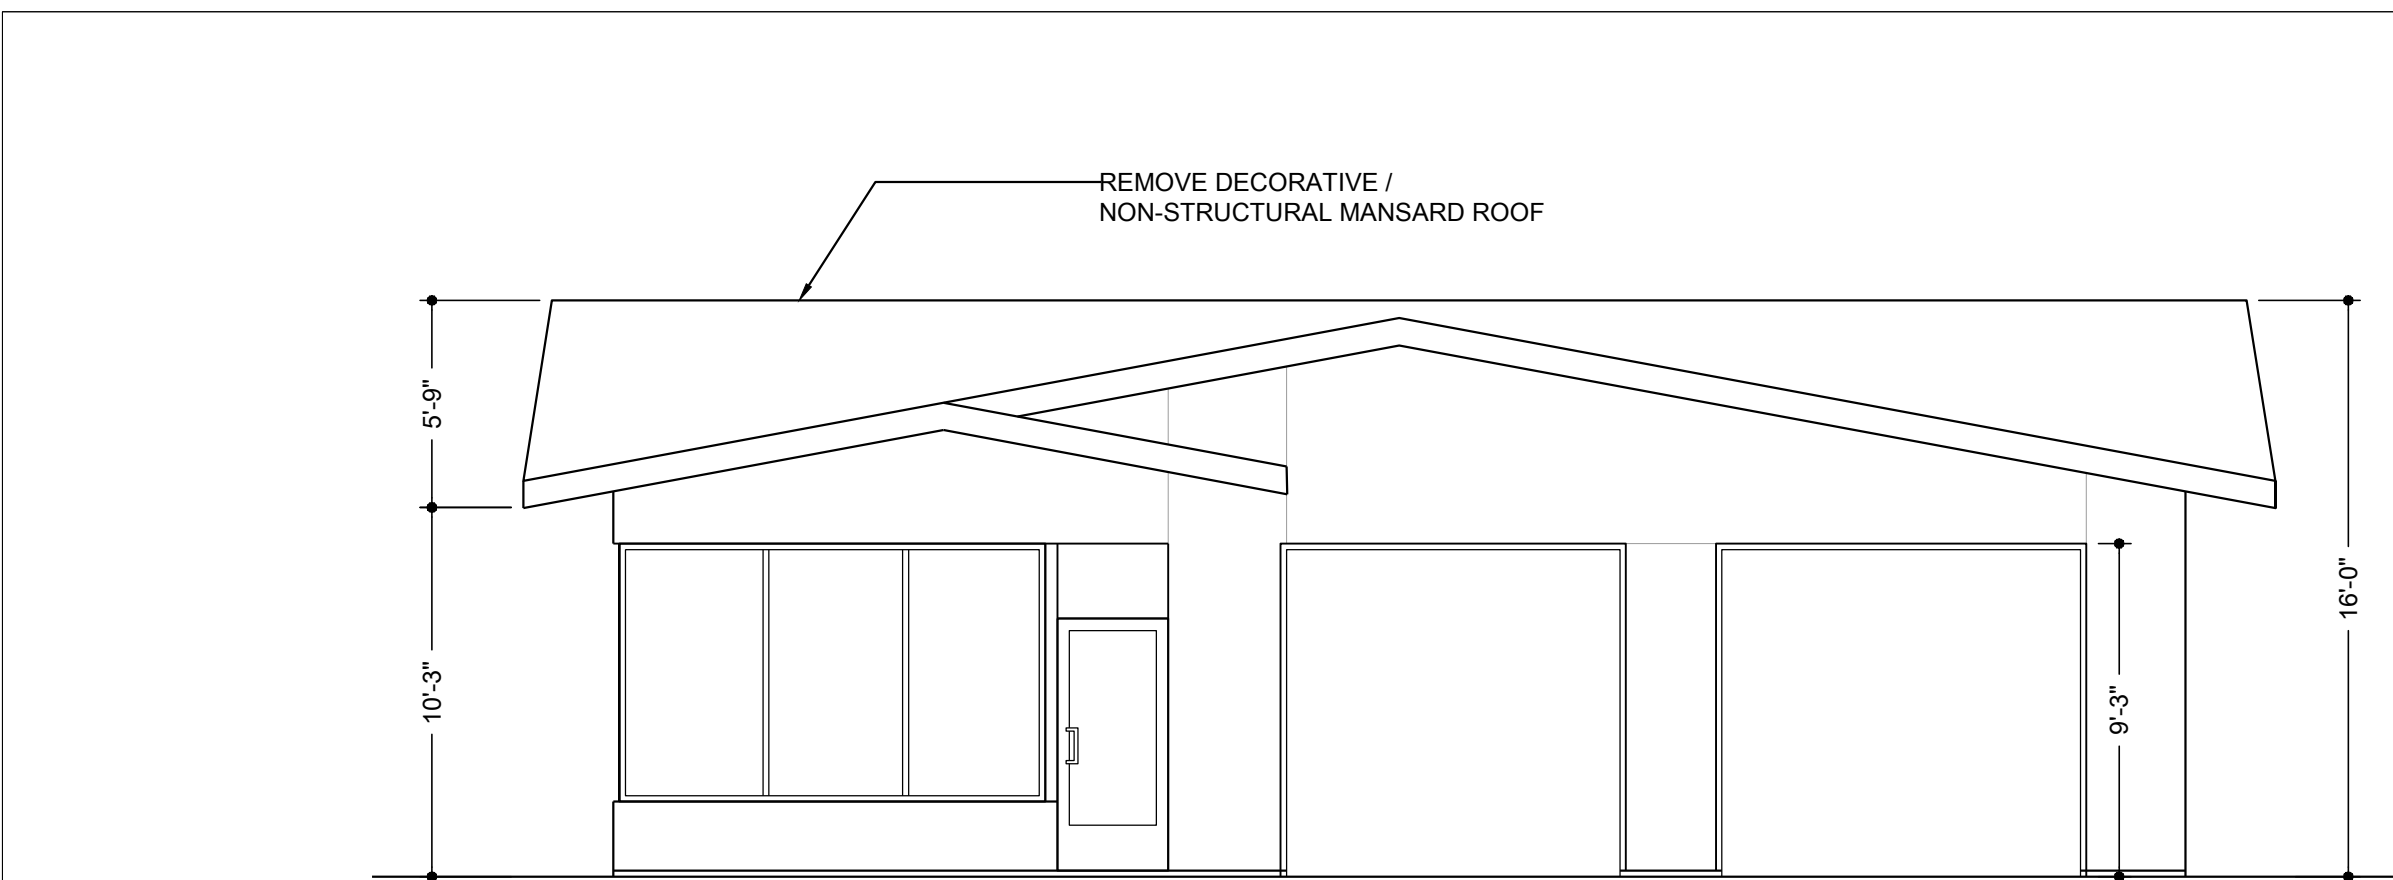 REMOVE DECORATIVE /
NON-STRUCTURAL MANSARD ROOF
5'-9"
10'-3"
9'-3"
16'-0"